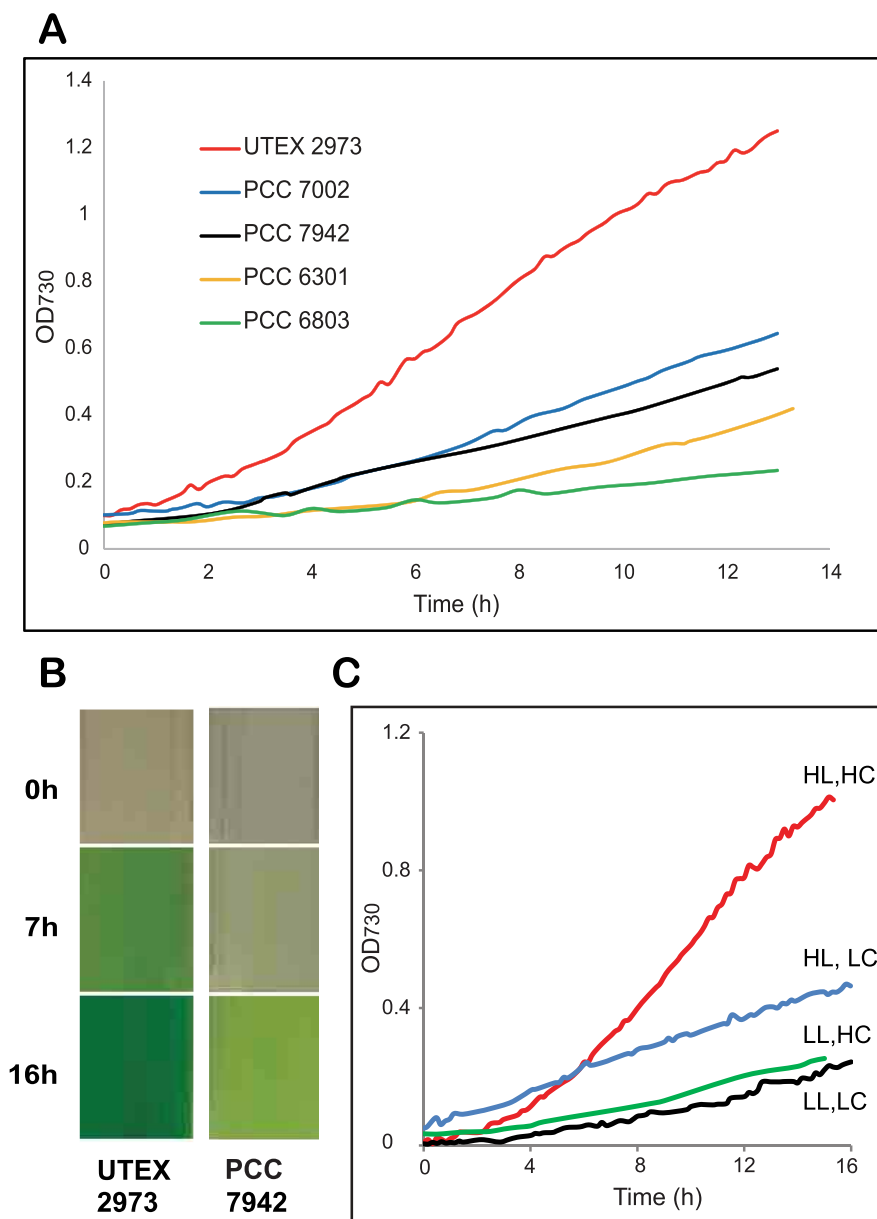 A
1.4
1.2
1
0.8
0.6
0.4
0.2
0
OD730
UTEX 2973
PCC 7002
PCC 7942
PCC 6301
PCC 6803
0 2 4 6 8 10 12 14
Time (h)
B
0h
7h
16h
UTEX PCC
2973 7942
C
1.2
0.8
0.4
0
OD730
HL,HC
HL, LC
LL,HC
LL,LC
0 4 8 12 16
Time (h)